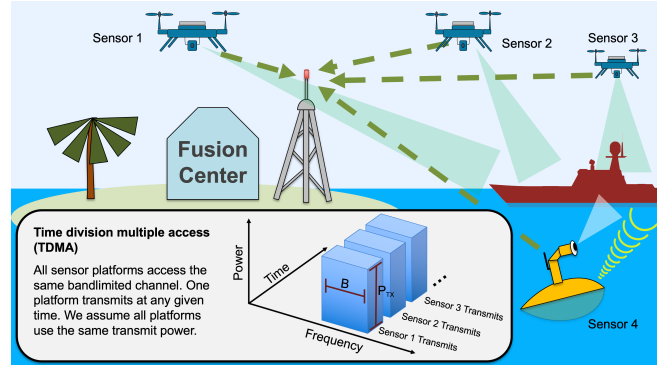 Sensor 1
Sensor 2
Sensor 3
Fusion
Center
Time division multiple access
(TDMA)
All sensor platforms access the
same bandlimited channel. One
platform transmits at any given
time. We assume all platforms
use the same transmit power.
Power
Time
B
PTX
Frequency
Sensor 3 Transmits
Sensor 2 Transmits
Sensor 1 Transmits
Sensor 4